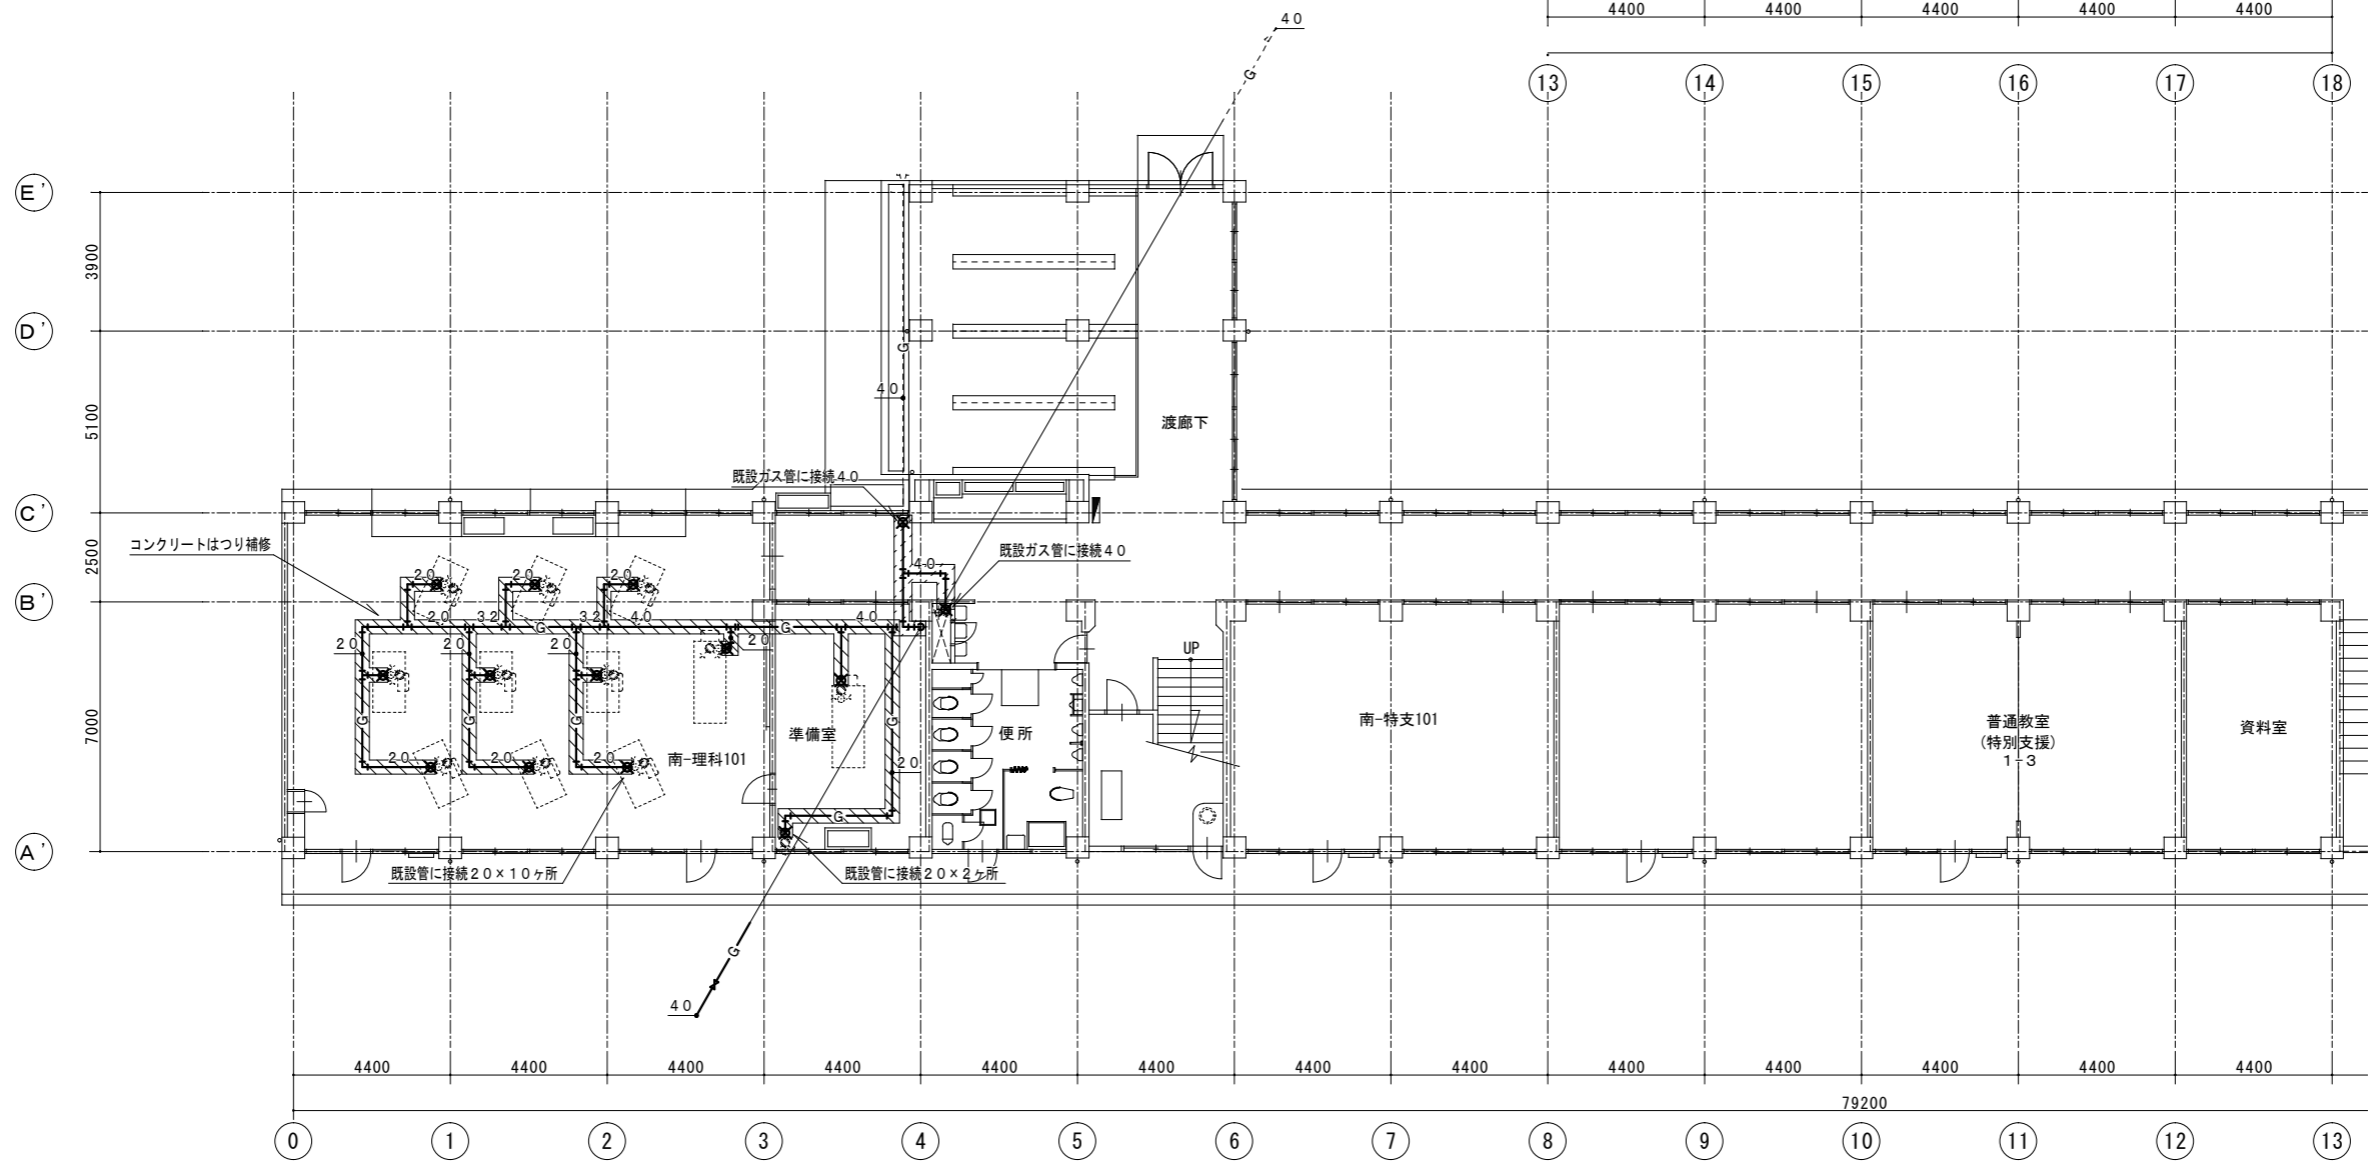 40
4400 4400 4400 4400 4400
G
13 14 15 16 17 18
E'
3900
D'
G
40
5100
渡廊下
既設ガス管に接続40
C'
コンクリートはつり補修
2500
既設ガス管に接続40
40
20 20 20
B'
20 32 G 32 40 G 40
20 20 20 20
UP
7000
G G G G
南-特支101
普通教室
(特別支援)
1-3
資料室
準備室
便所
20 20 20
南-理科101
20
G
A'
既設管に接続20×10ヶ所
既設管に接続20×2ヶ所
G
40
4400 4400 4400 4400 4400 4400 4400 4400 4400 4400 4400 4400 4400
79200
0 1 2 3 4 5 6 7 8 9 10 11 12 13